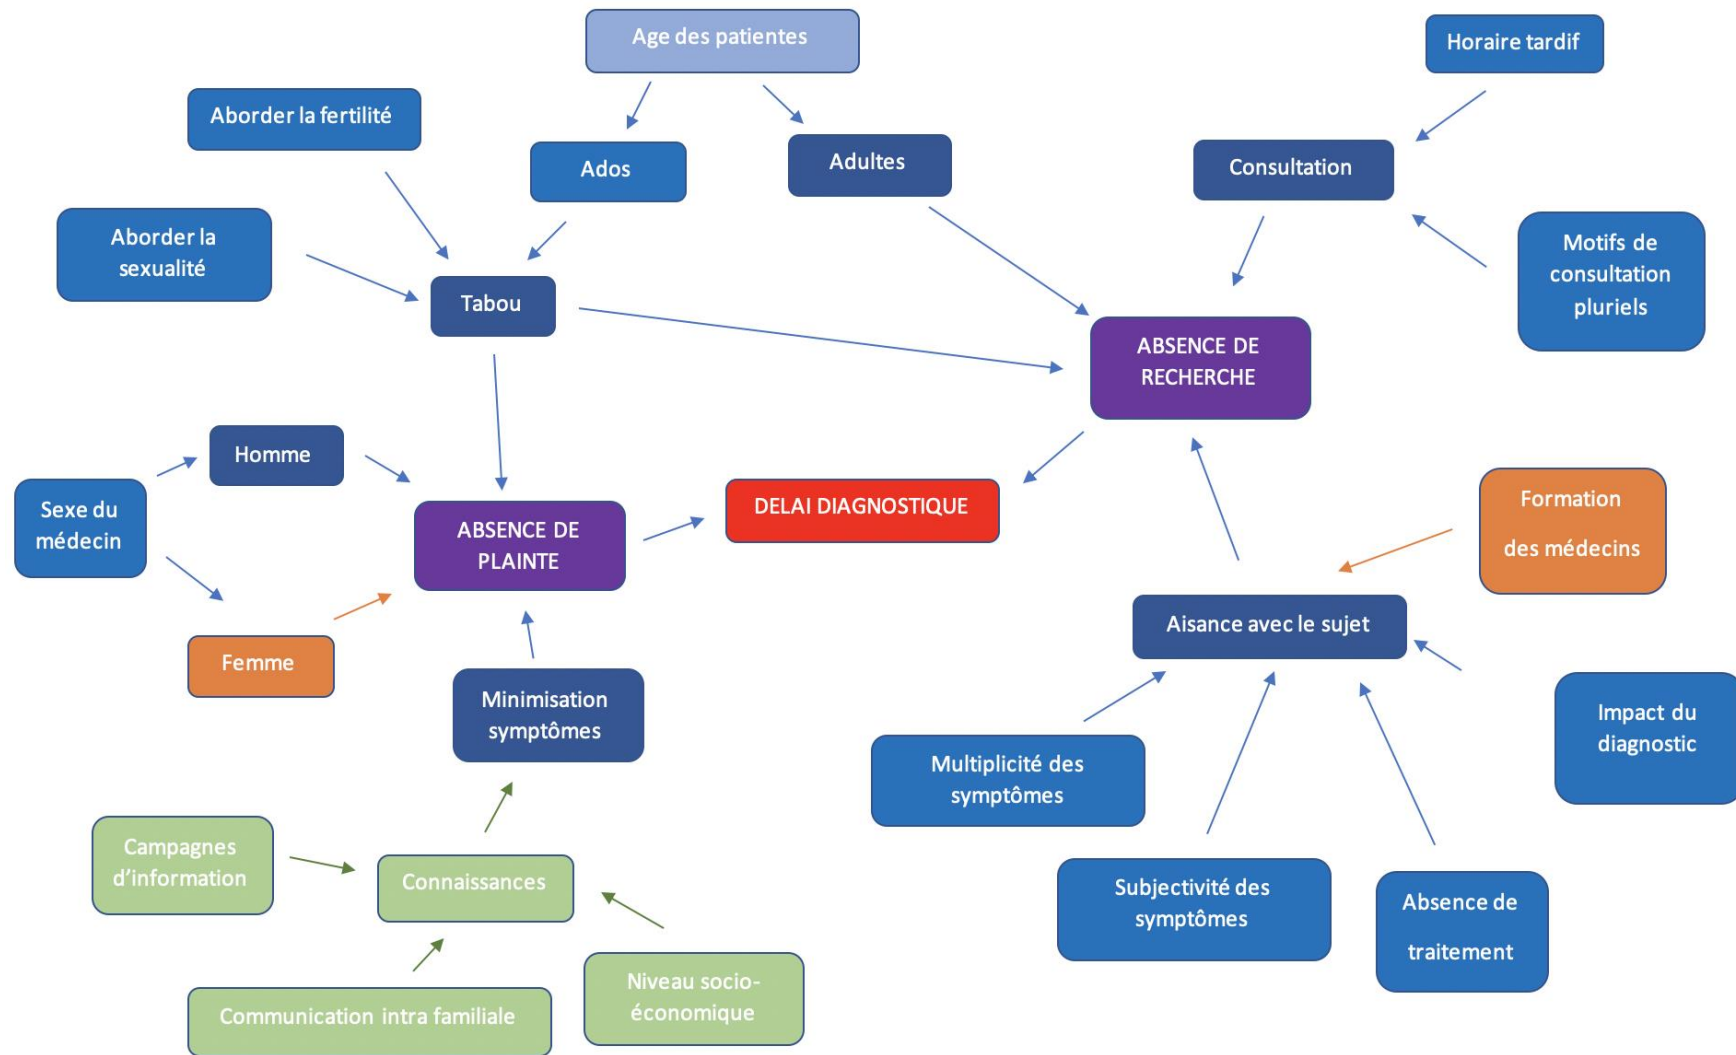 Age des patientes
Horaire tardif
Aborder la fertilité
Ados
Adultes
Consultation
Aborder la
sexualité
Motifs de
consultation
pluriels
Tabou
ABSENCE DE
RECHERCHE
Homme
Sexe du
médecin
ABSENCE DE
PLAINTE
DELAI DIAGNOSTIQUE
Formation
des médecins
Femme
Aisance avec le sujet
Minimisation
symptômes
Impact du
diagnostic
Multiplicité des
symptômes
Campagnes
d’information
Connaissances
Subjectivité des
symptômes
Absence de
traitement
Niveau socio-
économique
Communication intra familiale